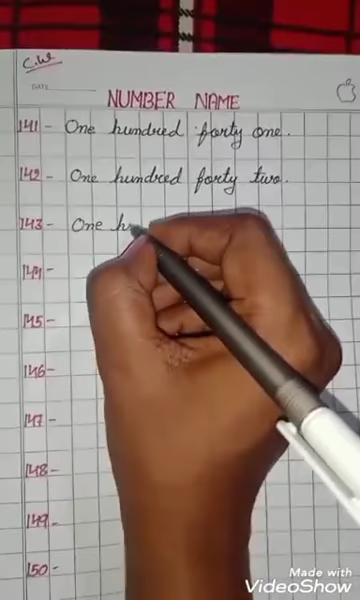 C.W
DATE
NUMBER NAME
141 - One hundred forty one.
142 - One hundred forty two.
143 - One h
144 -
145 -
146 -
147 -
148 -
149 -
150 -
Made with
VideoShow